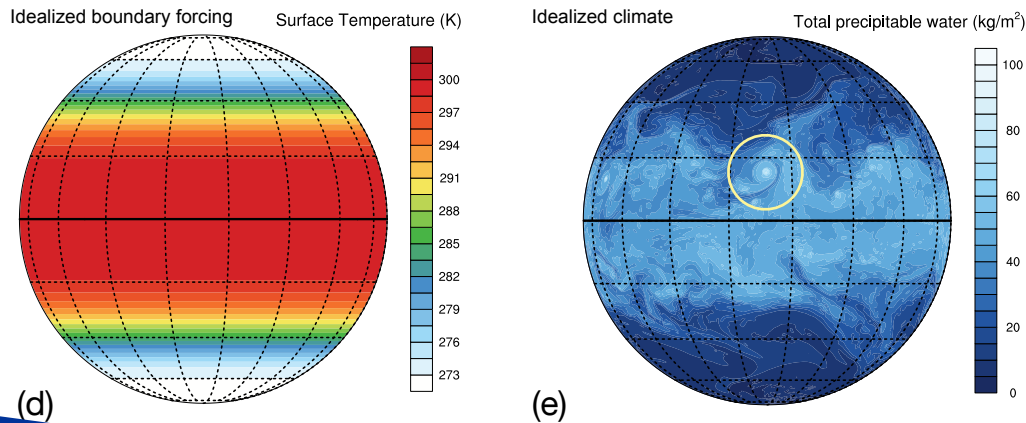 Idealized boundary forcing
Surface Temperature (K)
300
297
294
291
288
285
282
279
276
273
(d)
Idealized climate
Total precipitable water (kg/m²)
100
80
60
40
20
0
(e)